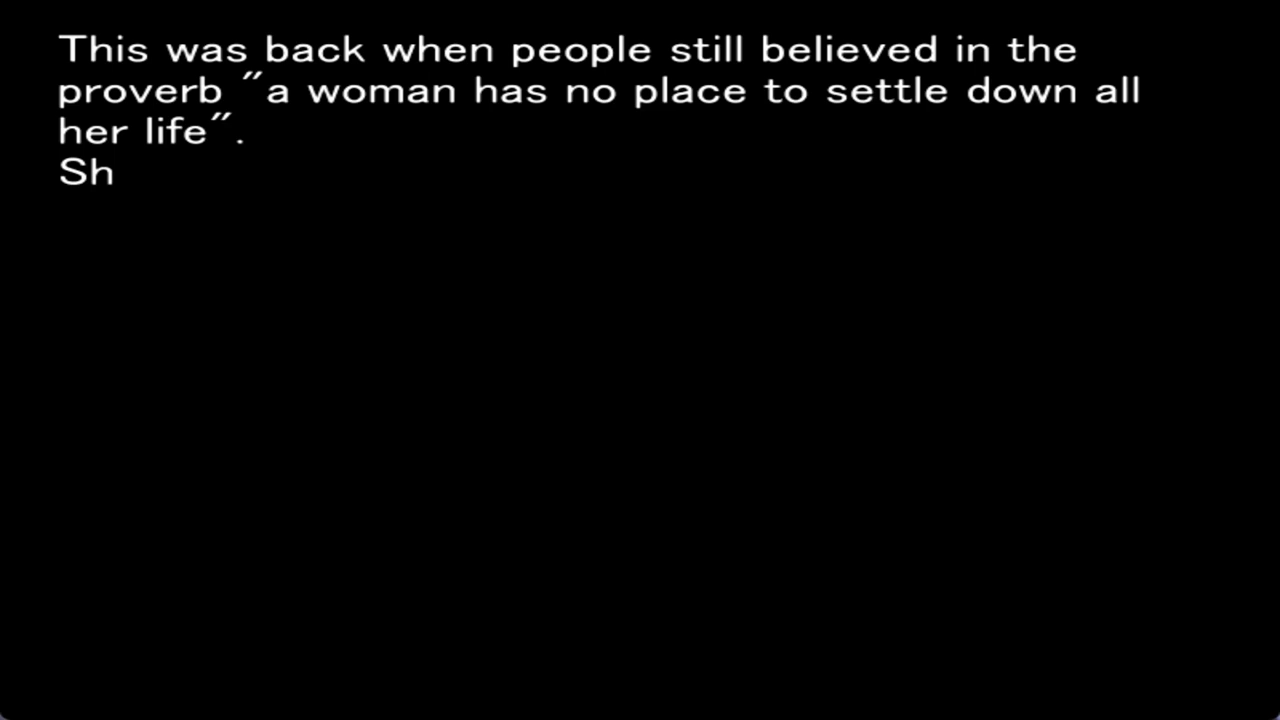 This was back when people still believed in the
proverb "a woman has no place to settle down all
her life".
Sh